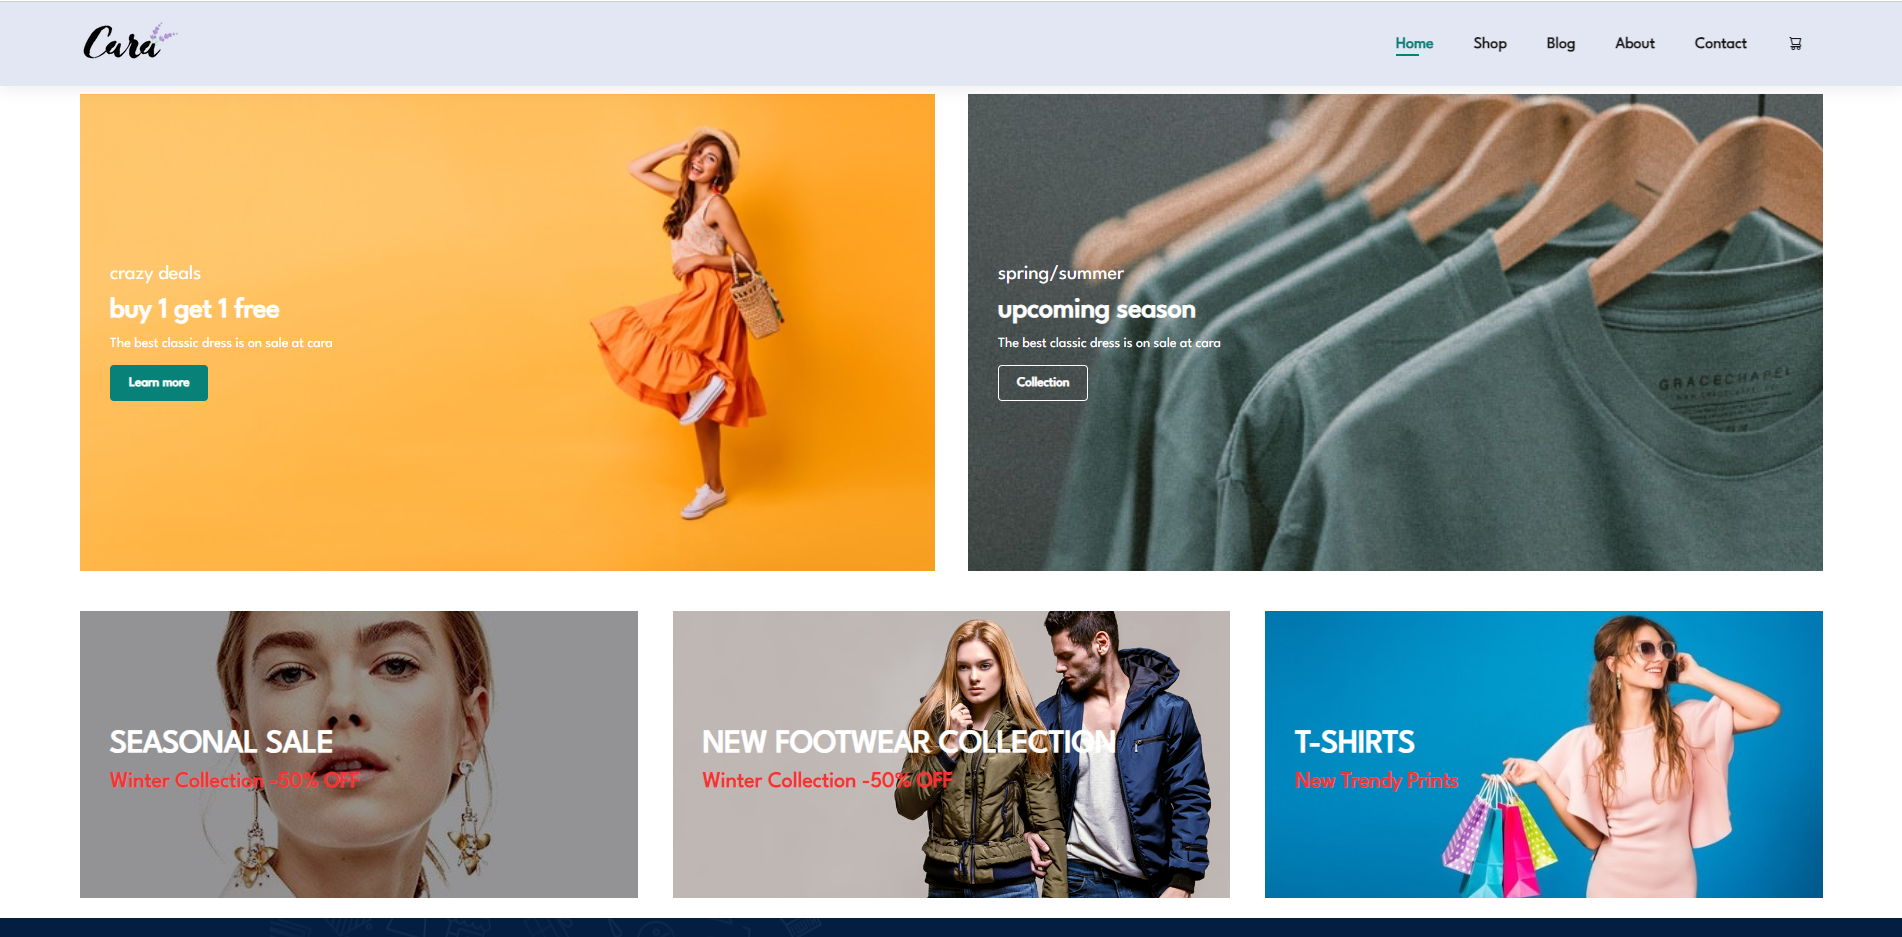 Cara
Home Shop Blog About Contact
crazy deals
buy 1 get 1 free
The best classic dress is on sale at cara
Learn more
spring/summer
upcoming season
The best classic dress is on sale at cara
Collection
GRACECHAPEL
SEASONAL SALE
Winter Collection -50% OFF
NEW FOOTWEAR COLLECTION
Winter Collection -50% OFF
T-SHIRTS
New Trendy Prints